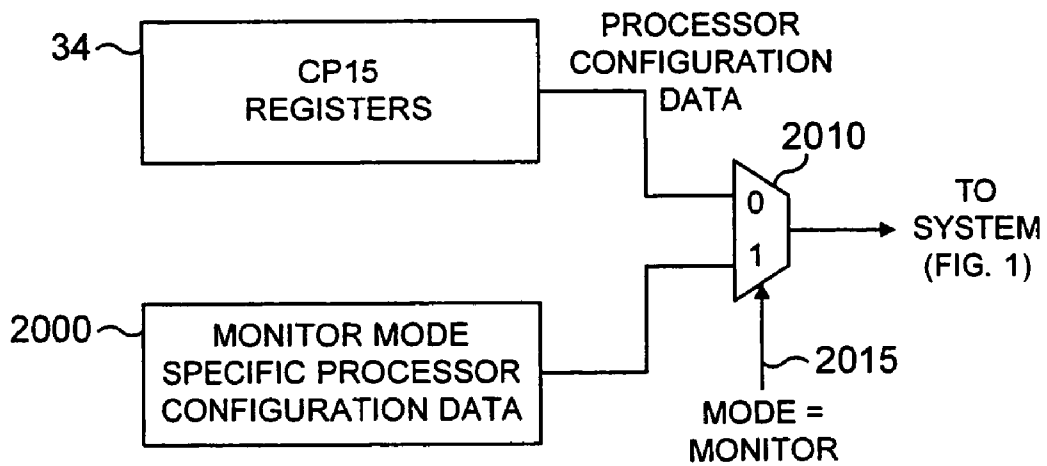 34
CP15
REGISTERS
PROCESSOR
CONFIGURATION
DATA
2010
0
1
TO
SYSTEM
(FIG. 1)
2000
MONITOR MODE
SPECIFIC PROCESSOR
CONFIGURATION DATA
2015
MODE =
MONITOR